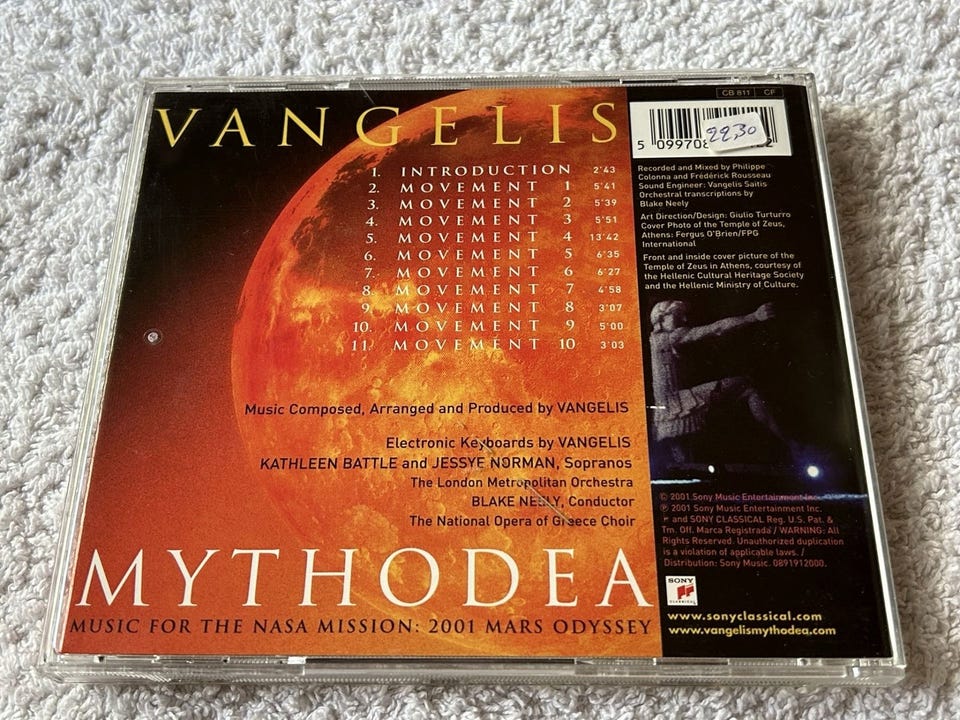 VANGELIS
1. INTRODUCTION 2'43
2. MOVEMENT 1 5'41
3. MOVEMENT 2 5'39
4. MOVEMENT 3 5'51
5. MOVEMENT 4 13'42
6. MOVEMENT 5 6'35
7. MOVEMENT 6 6'27
8. MOVEMENT 7 4'58
9. MOVEMENT 8 3'07
10. MOVEMENT 9 5'00
11. MOVEMENT 10 3'03
Music Composed, Arranged and Produced by VANGELIS
Electronic Keyboards by VANGELIS
KATHLEEN BATTLE and JESSYE NORMAN, Sopranos
The London Metropolitan Orchestra
BLAKE NEELY, Conductor
The National Opera of Greece Choir
MYTHODEA
MUSIC FOR THE NASA MISSION: 2001 MARS ODYSSEY
CB 811 CF
22,30
5 099708
Recorded and Mixed by Philippe
Colonna and Fréderick Rousseau
Sound Engineer: Vangelis Saitis
Orchestral transcriptions by
Blake Neely
Art Direction/Design: Giulio Turturro
Cover Photo of the Temple of Zeus,
Athens: Fergus O'Brien/FPG
International
Front and inside cover picture of the
Temple of Zeus in Athens, courtesy of
the Hellenic Cultural Heritage Society
and the Hellenic Ministry of Culture.
© 2001 Sony Music Entertainment Inc.
℗ 2001 Sony Music Entertainment Inc.
and SONY CLASSICAL Reg. U.S. Pat. &
Tm. Off. Marca Registrada / WARNING: All
Rights Reserved. Unauthorized duplication
is a violation of applicable laws. /
Distribution: Sony Music. 0891912000.
SONY
www.sonyclassical.com
www.vangelismythodea.com